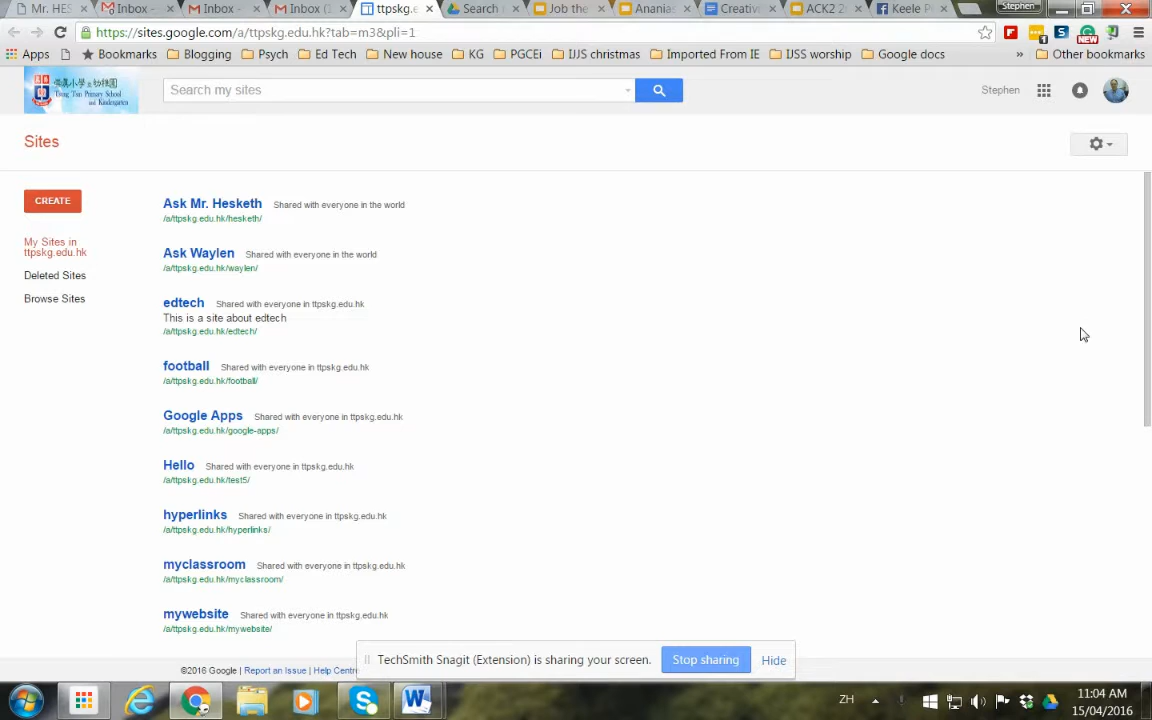 Mr. HES
Inbox -
Inbox -
Inbox (1
ttpskg.e
Search
Job the
Ananias
Creativ
ACK2 2
Keele P
Stephen
https://sites.google.com/a/ttpskg.edu.hk?tab=m3&pli=1
Apps
Bookmarks
Blogging
Psych
Ed Tech
New house
KG
PGCEi
IJJS christmas
Imported From IE
IJSS worship
Google docs
»
Other bookmarks
Tsung Tsin Primary School
and Kindergarten
Search my sites
Stephen
Sites
CREATE
My Sites in
ttpskg.edu.hk
Deleted Sites
Browse Sites
Ask Mr. Hesketh Shared with everyone in the world
/a/ttpskg.edu.hk/hesketh/
Ask Waylen Shared with everyone in the world
/a/ttpskg.edu.hk/waylen/
edtech Shared with everyone in ttpskg.edu.hk
This is a site about edtech
/a/ttpskg.edu.hk/edtech/
football Shared with everyone in ttpskg.edu.hk
/a/ttpskg.edu.hk/football/
Google Apps Shared with everyone in ttpskg.edu.hk
/a/ttpskg.edu.hk/google-apps/
Hello Shared with everyone in ttpskg.edu.hk
/a/ttpskg.edu.hk/test5/
hyperlinks Shared with everyone in ttpskg.edu.hk
/a/ttpskg.edu.hk/hyperlinks/
myclassroom Shared with everyone in ttpskg.edu.hk
/a/ttpskg.edu.hk/myclassroom/
mywebsite Shared with everyone in ttpskg.edu.hk
/a/ttpskg.edu.hk/mywebsite/
©2016 Google | Report an Issue | Help Centr
TechSmith Snagit (Extension) is sharing your screen.
Stop sharing
Hide
ZH
11:04 AM
15/04/2016